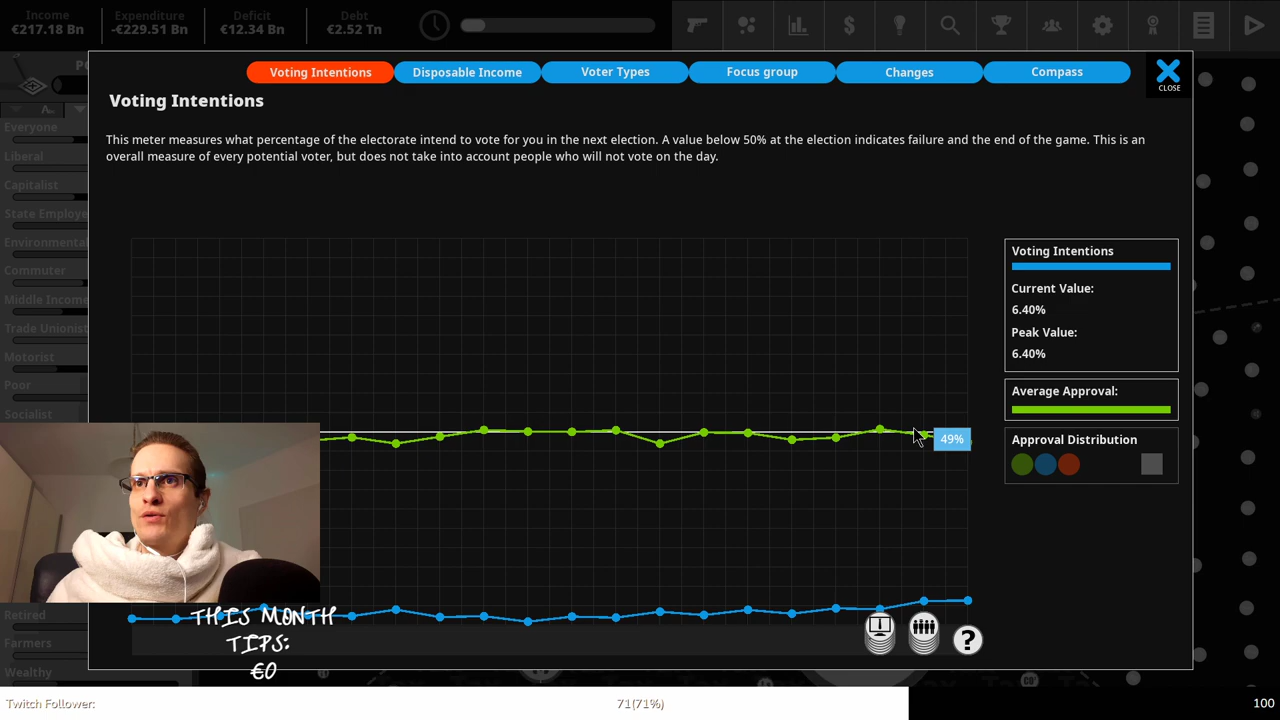 Income Expenditure Deficit Debt
€217.18 Bn -€229.51 Bn €12.34 Bn €2.52 Tn
Voting Intentions Disposable Income Voter Types Focus group Changes Compass
CLOSE
Voting Intentions
This meter measures what percentage of the electorate intend to vote for you in the next election. A value below 50% at the election indicates failure and the end of the game. This is an
overall measure of every potential voter, but does not take into account people who will not vote on the day.
Everyone
Liberal
Capitalist
State Employe
Environmental
Commuter
Middle Income
Trade Unionist
Motorist
Poor
Socialist
Retired
Farmers
Wealthy
Voting Intentions
Current Value:
6.40%
Peak Value:
6.40%
Average Approval:
Approval Distribution
49%
THIS MONTH
TIPS:
€0
?
Twitch Follower: 71(71%) 100